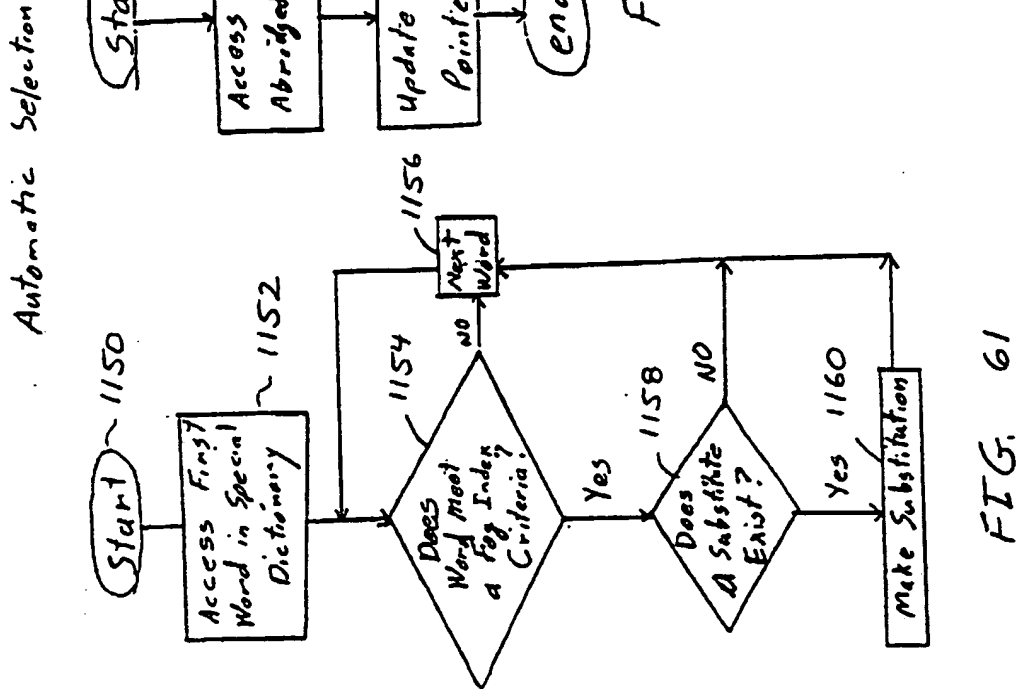 Automatic Selection
Start
1150
Access First
Word in Special
Dictionary
1152
Does
Word Meet
a Fog Index
Criteria?
1154
NO
Next
Word
1156
Yes
Does
A Substitute
Exist?
1158
NO
Yes
1160
Make Substitution
FIG. 61
Sta
Access
Abridged
Update
Pointe
end
F